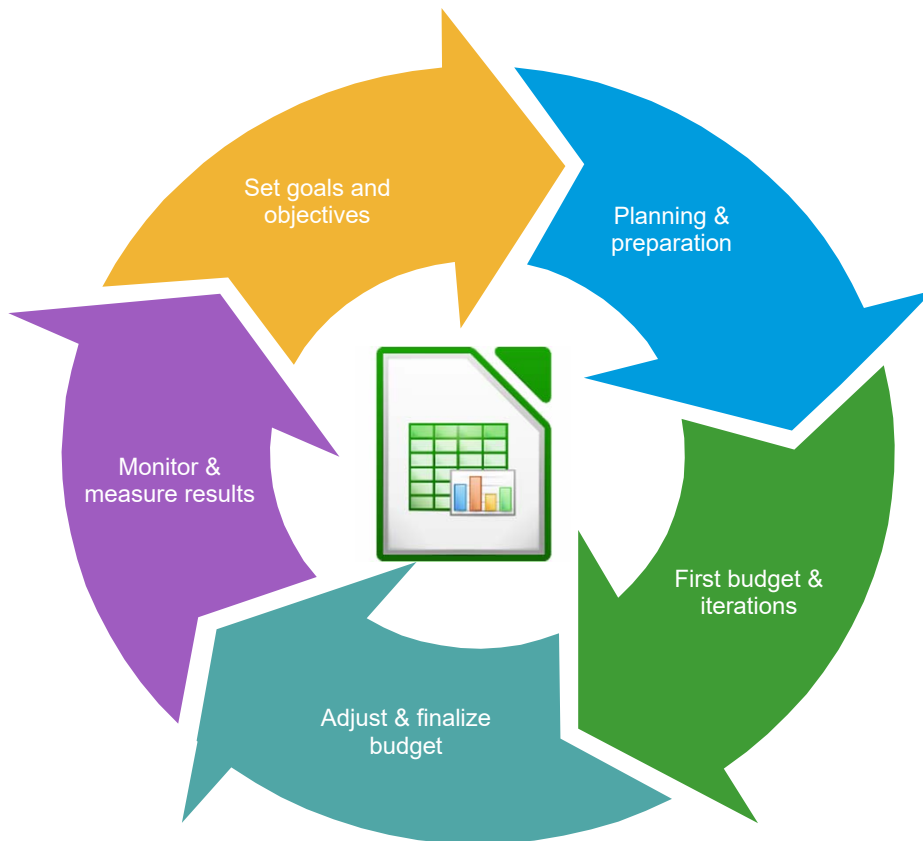 Set goals and
objectives
Planning &
preparation
First budget &
iterations
Adjust & finalize
budget
Monitor &
measure results